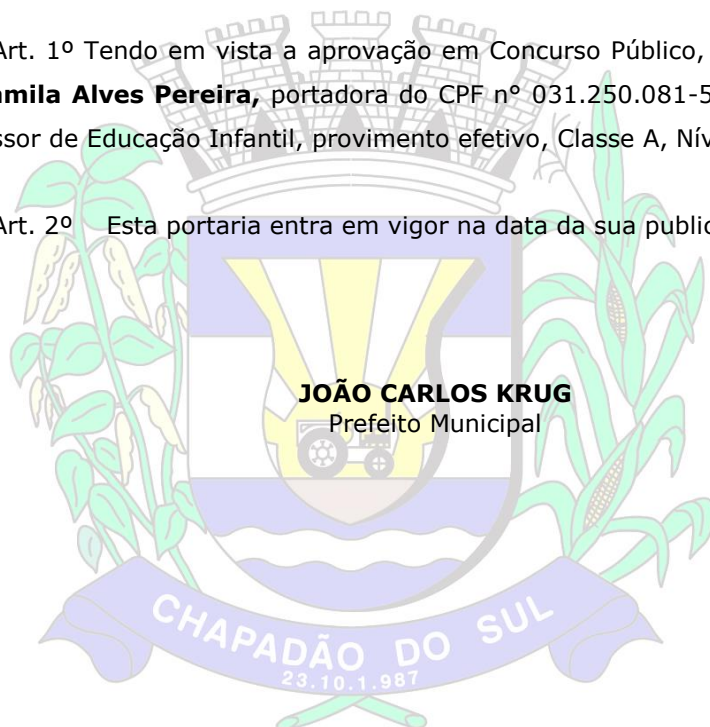 Art. 1º Tendo em vista a aprovação em Concurso Público,
amila Alves Pereira, portadora do CPF n° 031.250.081-5
ssor de Educação Infantil, provimento efetivo, Classe A, Nív
Art. 2º Esta portaria entra em vigor na data da sua public
JOÃO CARLOS KRUG
Prefeito Municipal
CHAPADÃO DO SUL
23.10.1.987